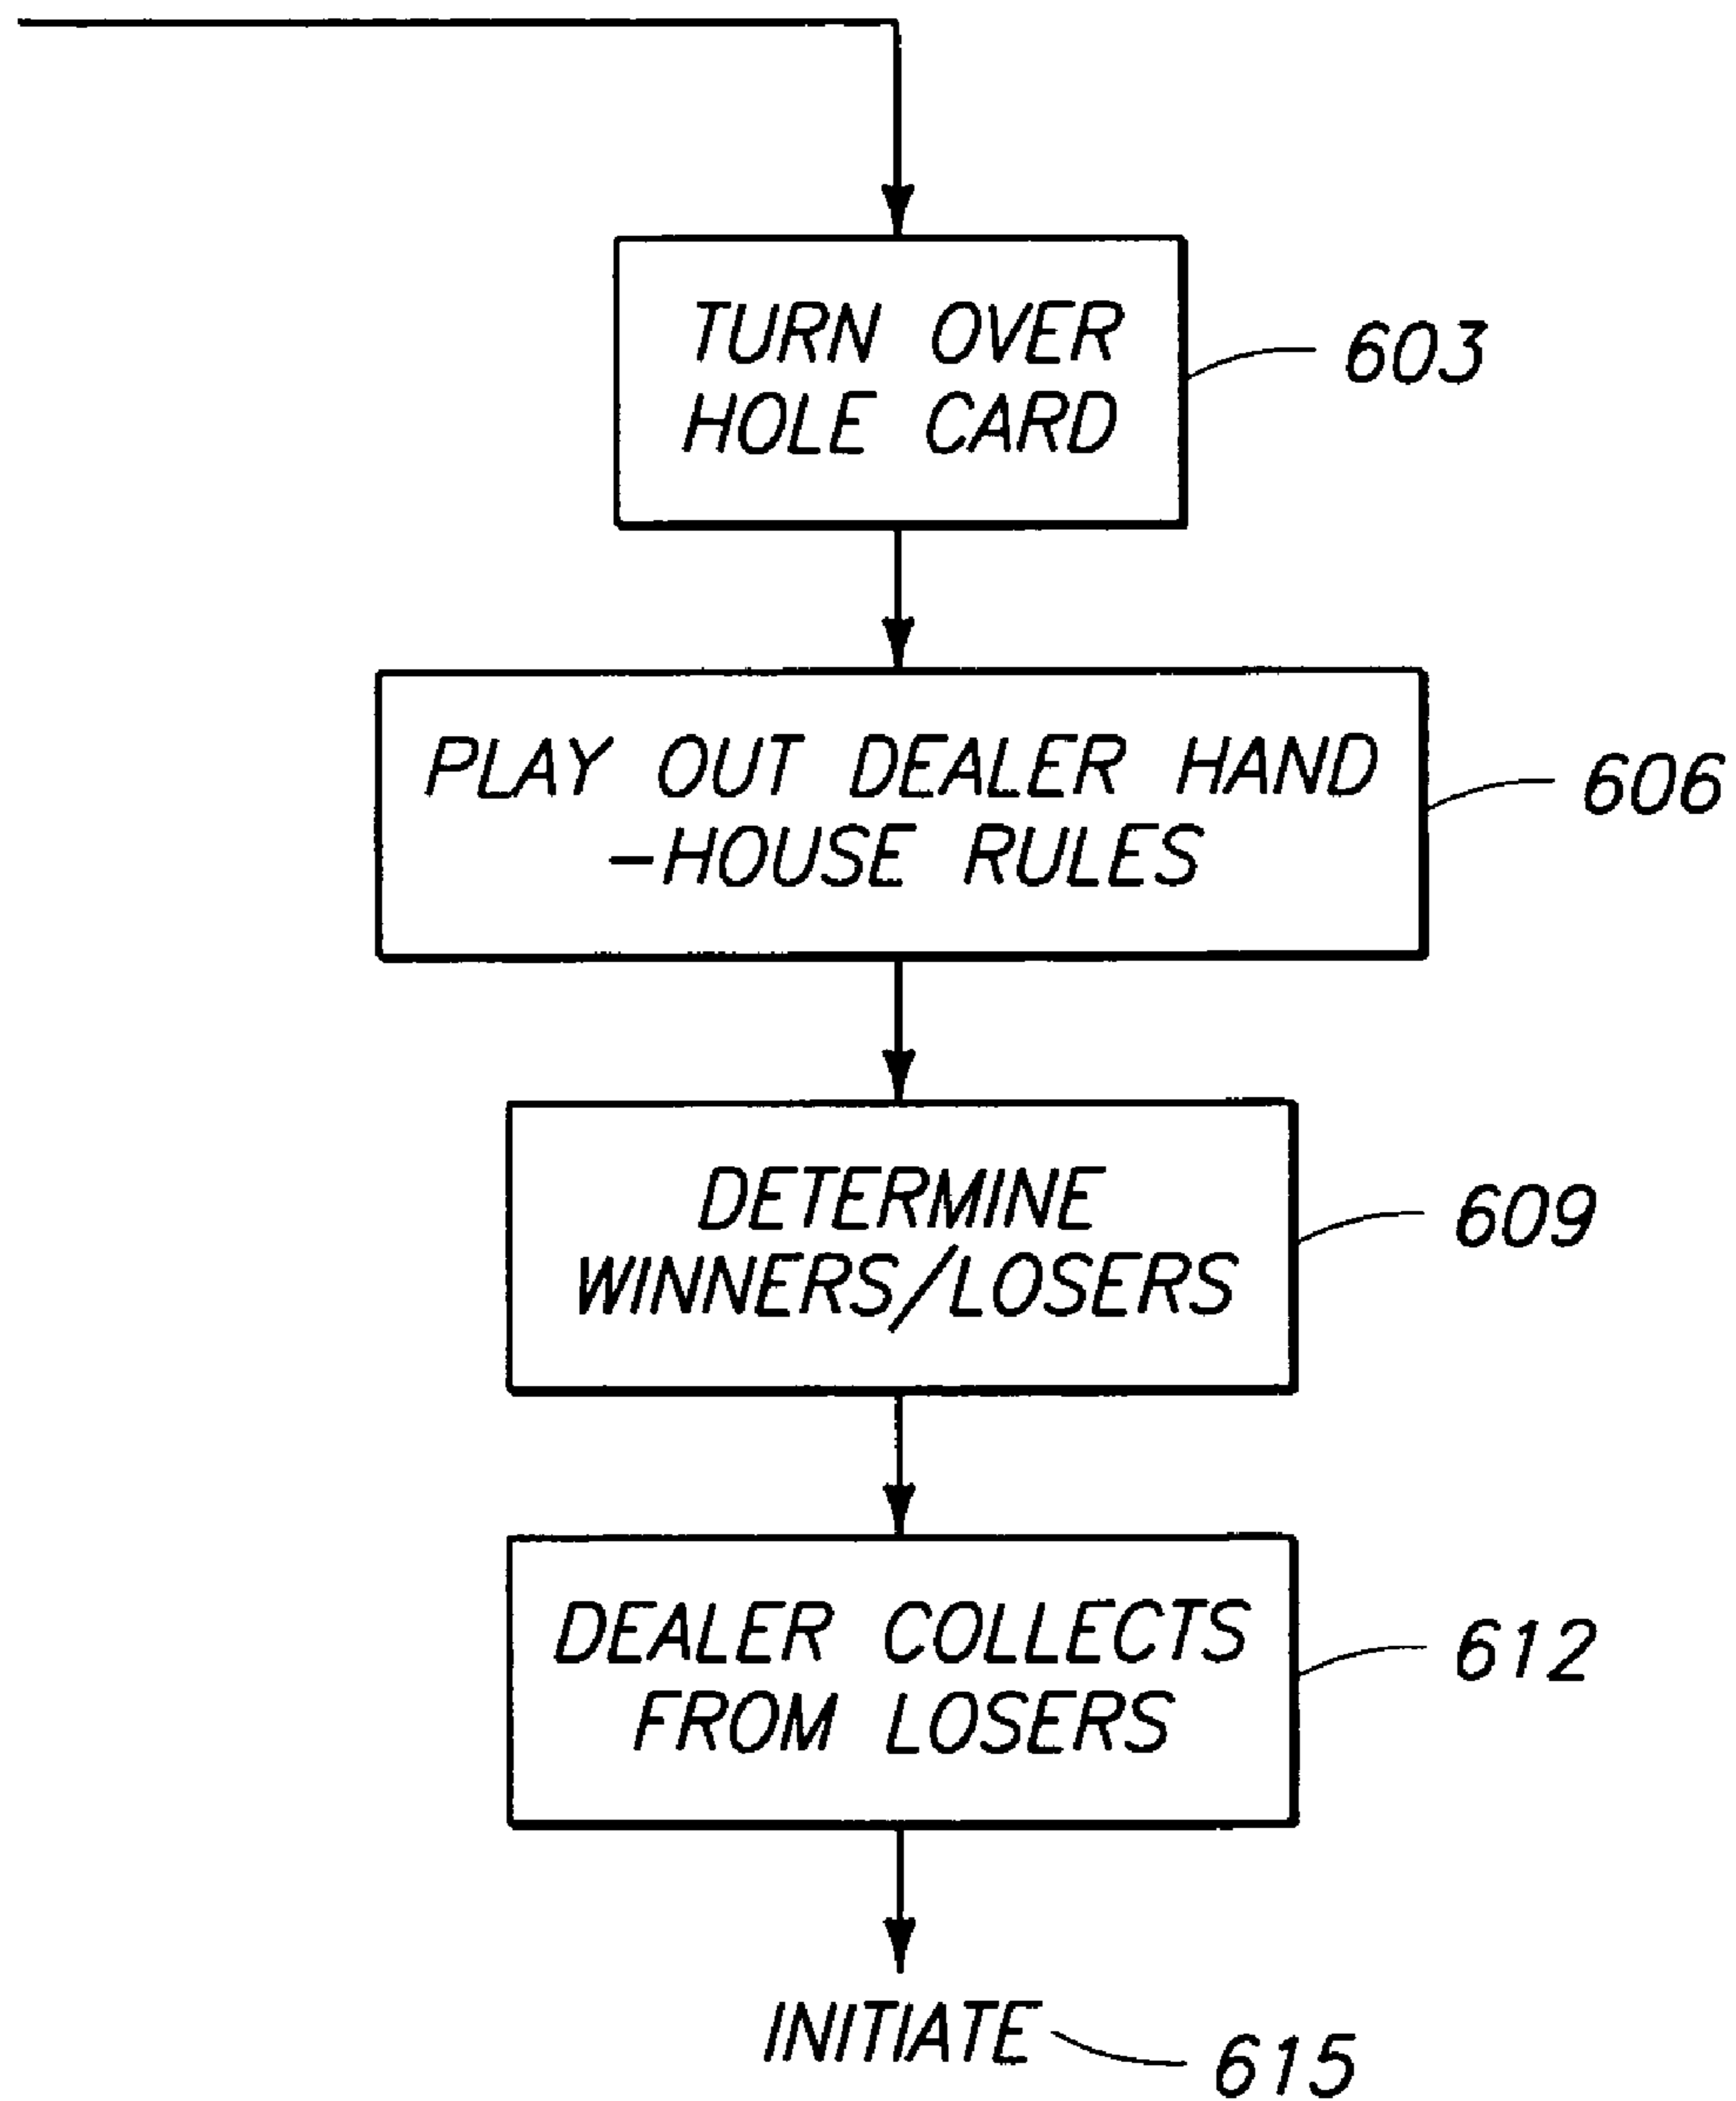 TURN OVER
HOLE CARD
603
PLAY OUT DEALER HAND
-HOUSE RULES
606
DETERMINE
WINNERS/LOSERS
609
DEALER COLLECTS
FROM LOSERS
612
INITIATE
615